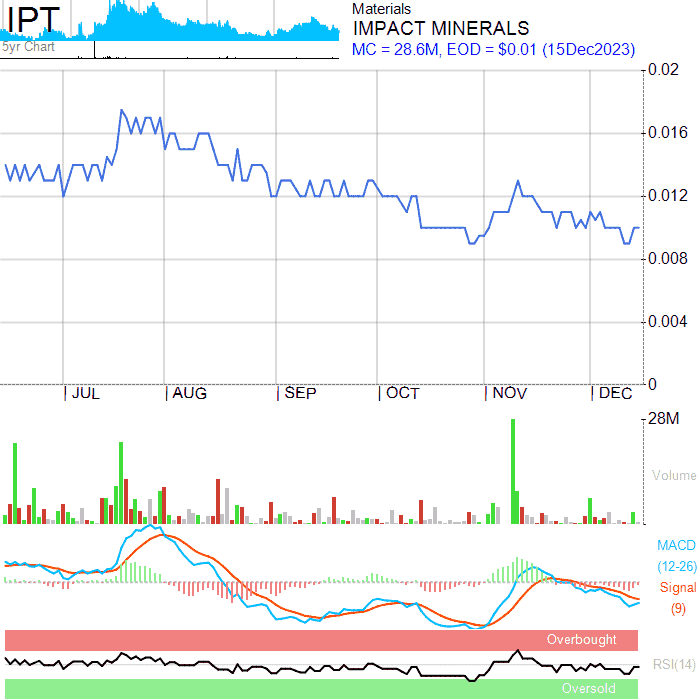 IPT
5yr Chart
Materials
IMPACT MINERALS
MC = 28.6M, EOD = $0.01 (15Dec2023)
0.02
0.016
0.012
0.008
0.004
0
JUL AUG SEP OCT NOV DEC
28M
Volume
MACD
(12-26)
Signal
(9)
Overbought
RSI(14)
Oversold